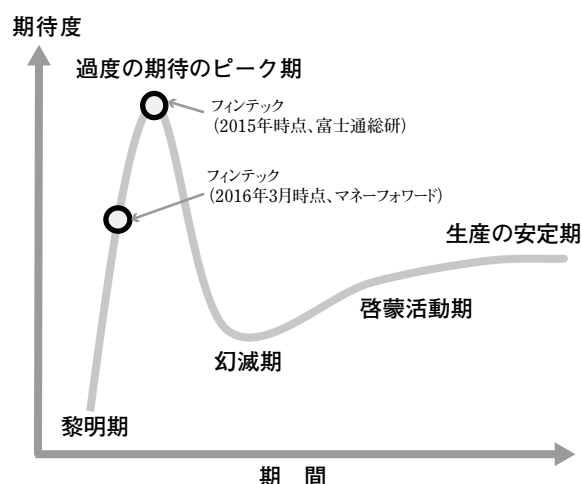 期待度
過度の期待のピーク期
フィンテック
(2015年時点、富士通総研)
フィンテック
(2016年3月時点、マネーフォワード)
生産の安定期
啓蒙活動期
幻滅期
黎明期
期 間